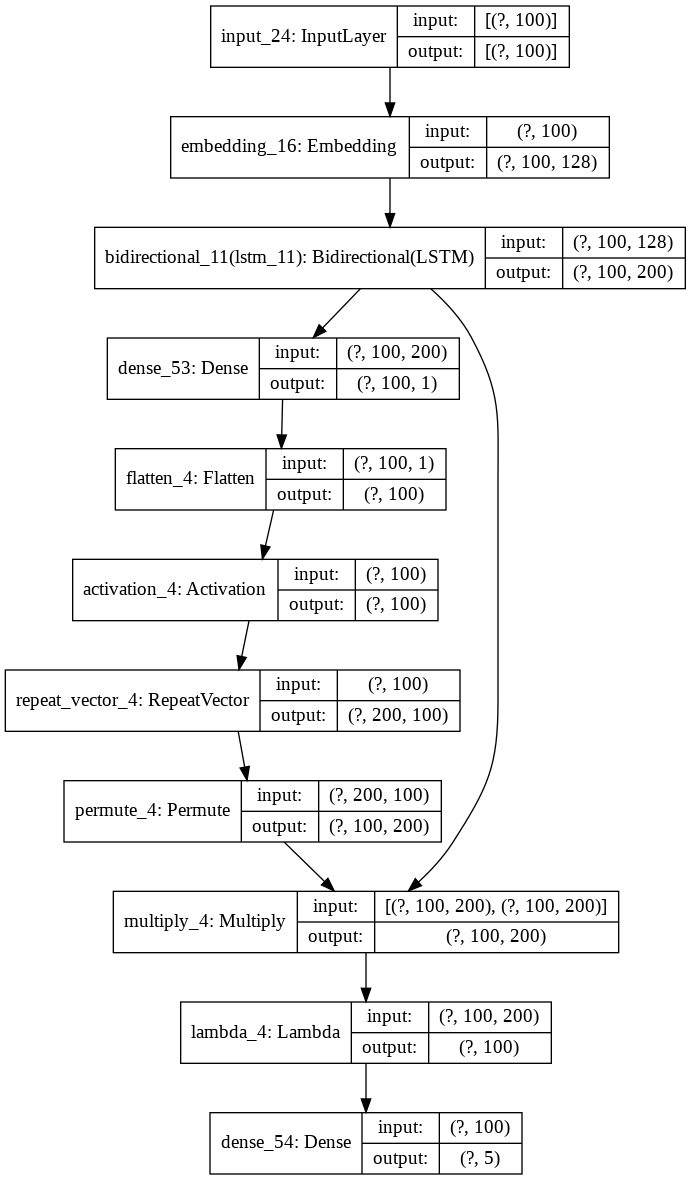 input_24: InputLayer
input:
[(?, 100)]
output:
[(?, 100)]
embedding_16: Embedding
input:
(?, 100)
output:
(?, 100, 128)
bidirectional_11(lstm_11): Bidirectional(LSTM)
input:
(?, 100, 128)
output:
(?, 100, 200)
dense_53: Dense
input:
(?, 100, 200)
output:
(?, 100, 1)
flatten_4: Flatten
input:
(?, 100, 1)
output:
(?, 100)
activation_4: Activation
input:
(?, 100)
output:
(?, 100)
repeat_vector_4: RepeatVector
input:
(?, 100)
output:
(?, 200, 100)
permute_4: Permute
input:
(?, 200, 100)
output:
(?, 100, 200)
multiply_4: Multiply
input:
[(?, 100, 200), (?, 100, 200)]
output:
(?, 100, 200)
lambda_4: Lambda
input:
(?, 100, 200)
output:
(?, 100)
dense_54: Dense
input:
(?, 100)
output:
(?, 5)